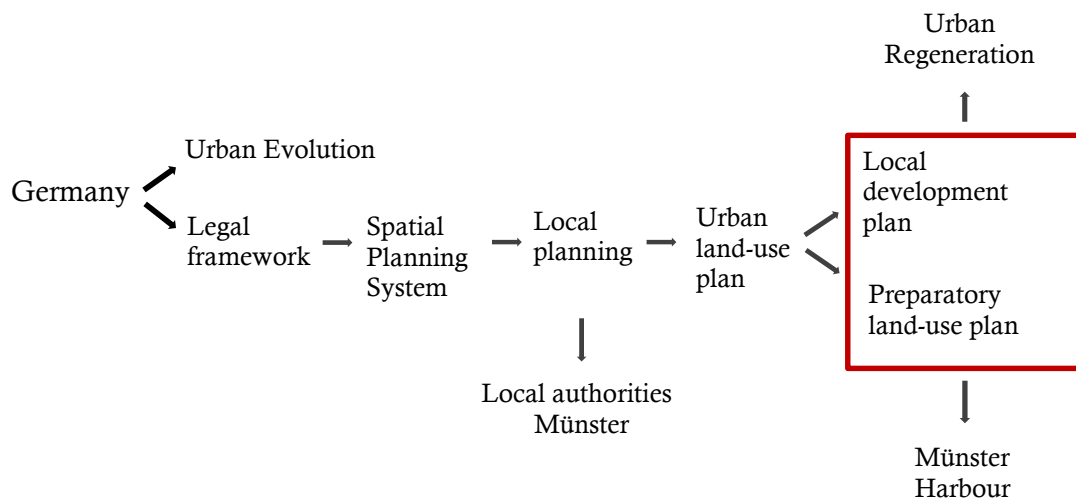 Urban
Regeneration
Urban Evolution
Germany
Legal
framework
Spatial
Planning
System
Local
planning
Urban
land-use
plan
Local
development
plan
Preparatory
land-use plan
Local authorities
Münster
Münster
Harbour